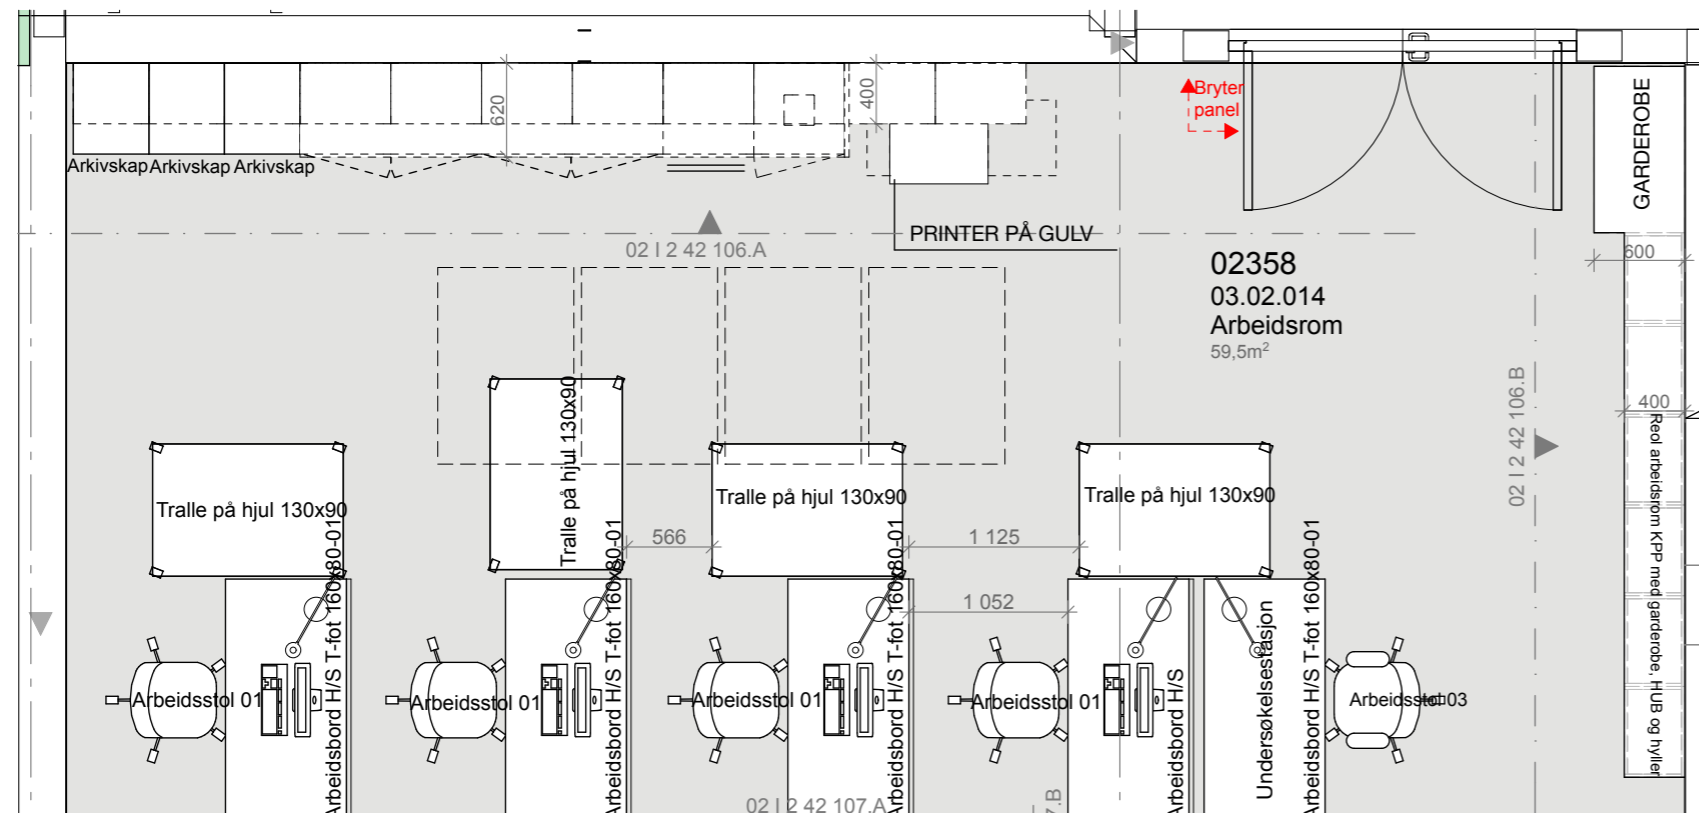 Bryter
panel
GARDEROBE
620
400
Arkivskap
Arkivskap
Arkivskap
PRINTER PÅ GULV
02 I 2 42 106.A
02358
03.02.014
Arbeidsrom
59,5m²
600
400
02 I 2 42 106.B
Reol arbeidsrom KPP med garderobe, HUB og hyller
Tralle på hjul 130x90
Tralle på hjul 130x90
Tralle på hjul 130x90
Tralle på hjul 130x90
566
1 125
1 052
Arbeidsstol 01
Arbeidsbord H/S T-fot 160x80-01
Arbeidsstol 01
Arbeidsbord H/S T-fot 160x80-01
Arbeidsstol 01
Arbeidsbord H/S T-fot 160x80-01
Arbeidsstol 01
Arbeidsbord H/S
Undersøkelsesstasjon
Arbeidsbord H/S T-fot 160x80-01
Arbeidsstol 03
02 I 2 42 107.A
7.B